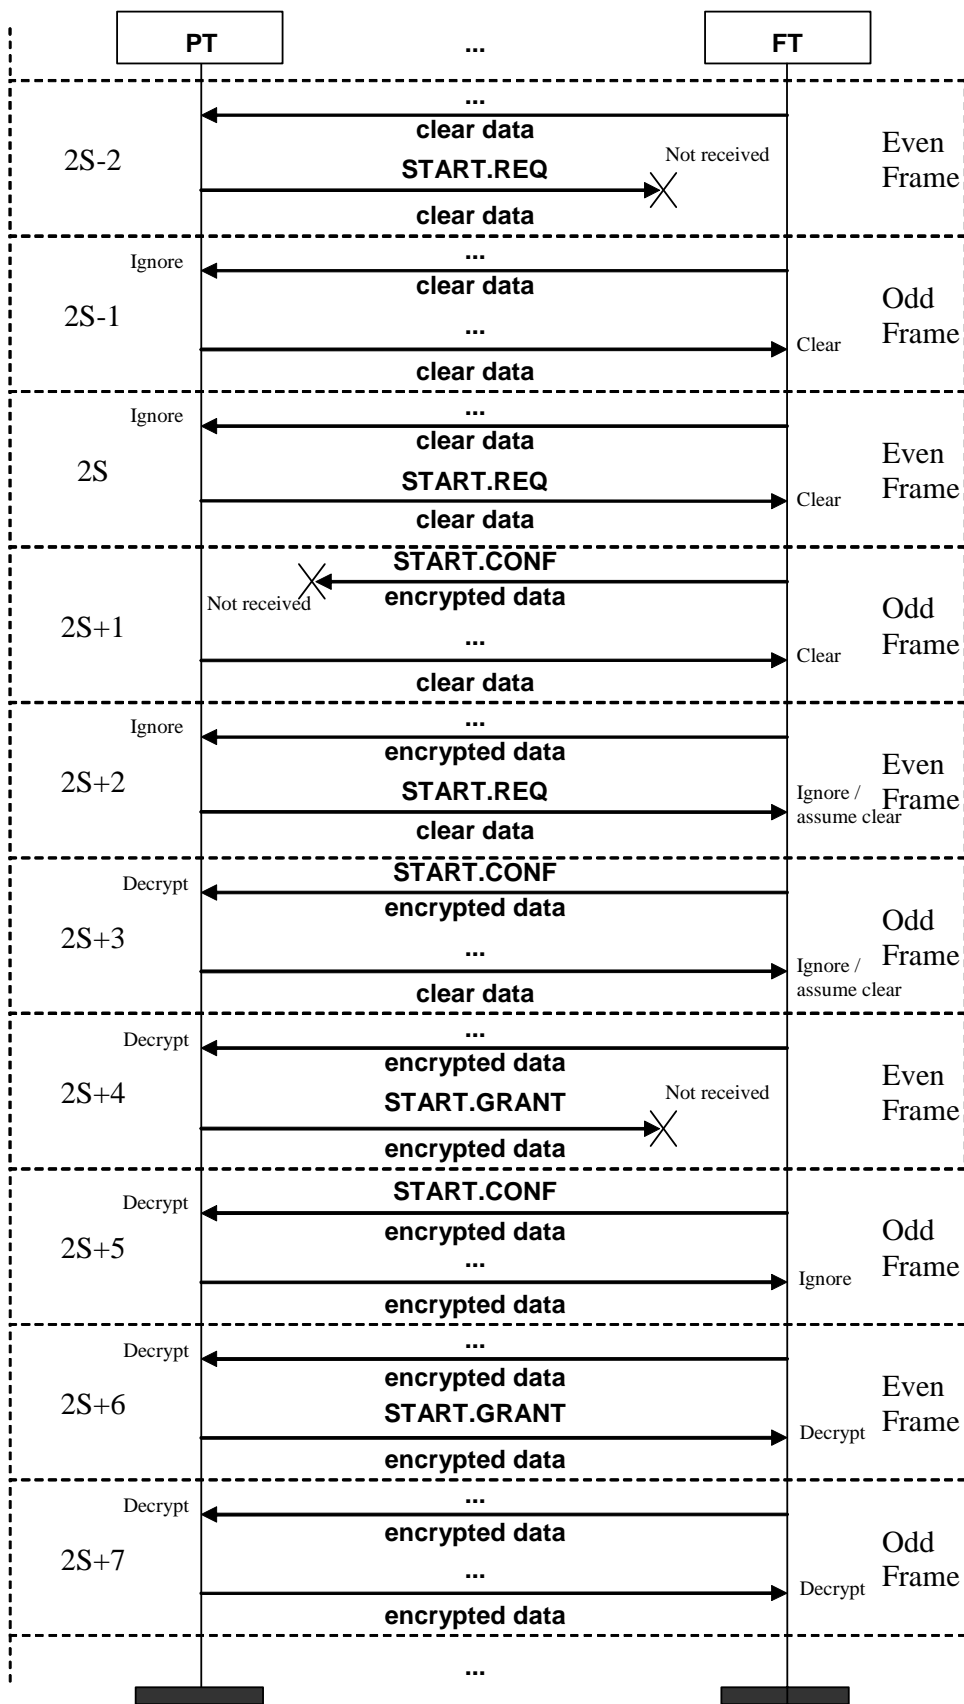 PT ... FT
...
clear data
2S-2
START.REQ
Not received
clear data
Even
Frame
Ignore
...
clear data
2S-1
...
Clear
clear data
Odd
Frame
Ignore
...
clear data
2S
START.REQ
Clear
clear data
Even
Frame
START.CONF
Not received
encrypted data
2S+1
...
Clear
clear data
Odd
Frame
Ignore
...
encrypted data
2S+2
START.REQ
Ignore /
assume clear
clear data
Even
Frame
Decrypt
START.CONF
encrypted data
2S+3
...
Ignore /
assume clear
clear data
Odd
Frame
Decrypt
...
encrypted data
2S+4
START.GRANT
Not received
encrypted data
Even
Frame
Decrypt
START.CONF
encrypted data
2S+5
...
Ignore
encrypted data
Odd
Frame
Decrypt
...
encrypted data
2S+6
START.GRANT
Decrypt
encrypted data
Even
Frame
Decrypt
...
encrypted data
2S+7
...
Decrypt
encrypted data
Odd
Frame
...